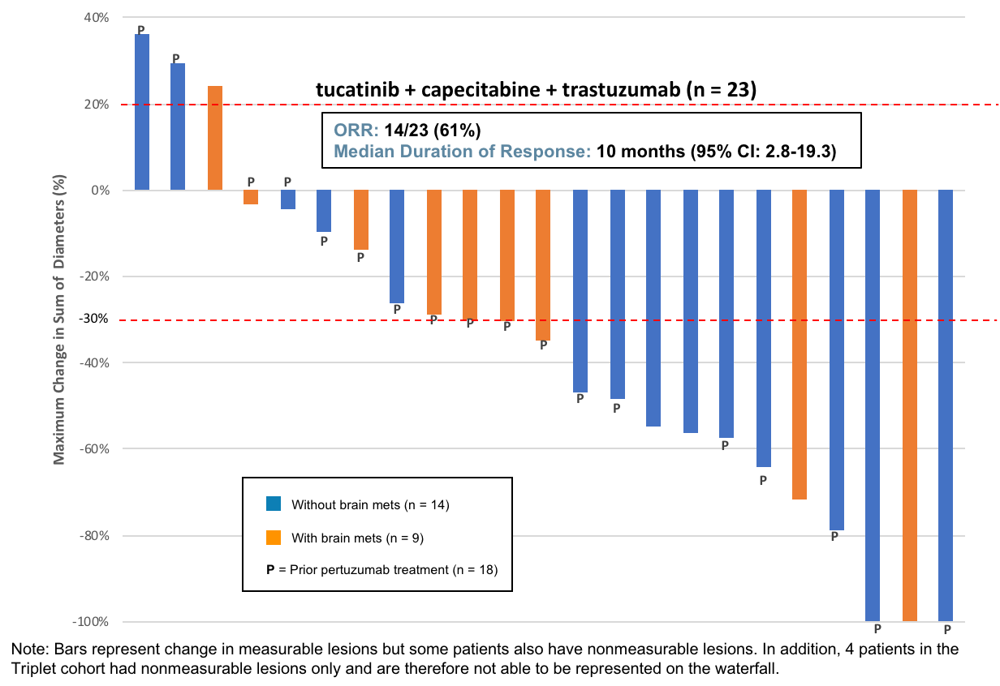 40%
P
P
tucatinib + capecitabine + trastuzumab (n = 23)
20%
ORR: 14/23 (61%)
Median Duration of Response: 10 months (95% CI: 2.8-19.3)
P P
0%
Maximum Change in Sum of Diameters (%)
P
P
-20%
P
-30%
P P P
P
-40%
P
P
P
-60%
P
Without brain mets (n = 14)
With brain mets (n = 9)
P
-80%
P = Prior pertuzumab treatment (n = 18)
-100%
P P
Note: Bars represent change in measurable lesions but some patients also have nonmeasurable lesions. In addition, 4 patients in the
Triplet cohort had nonmeasurable lesions only and are therefore not able to be represented on the waterfall.